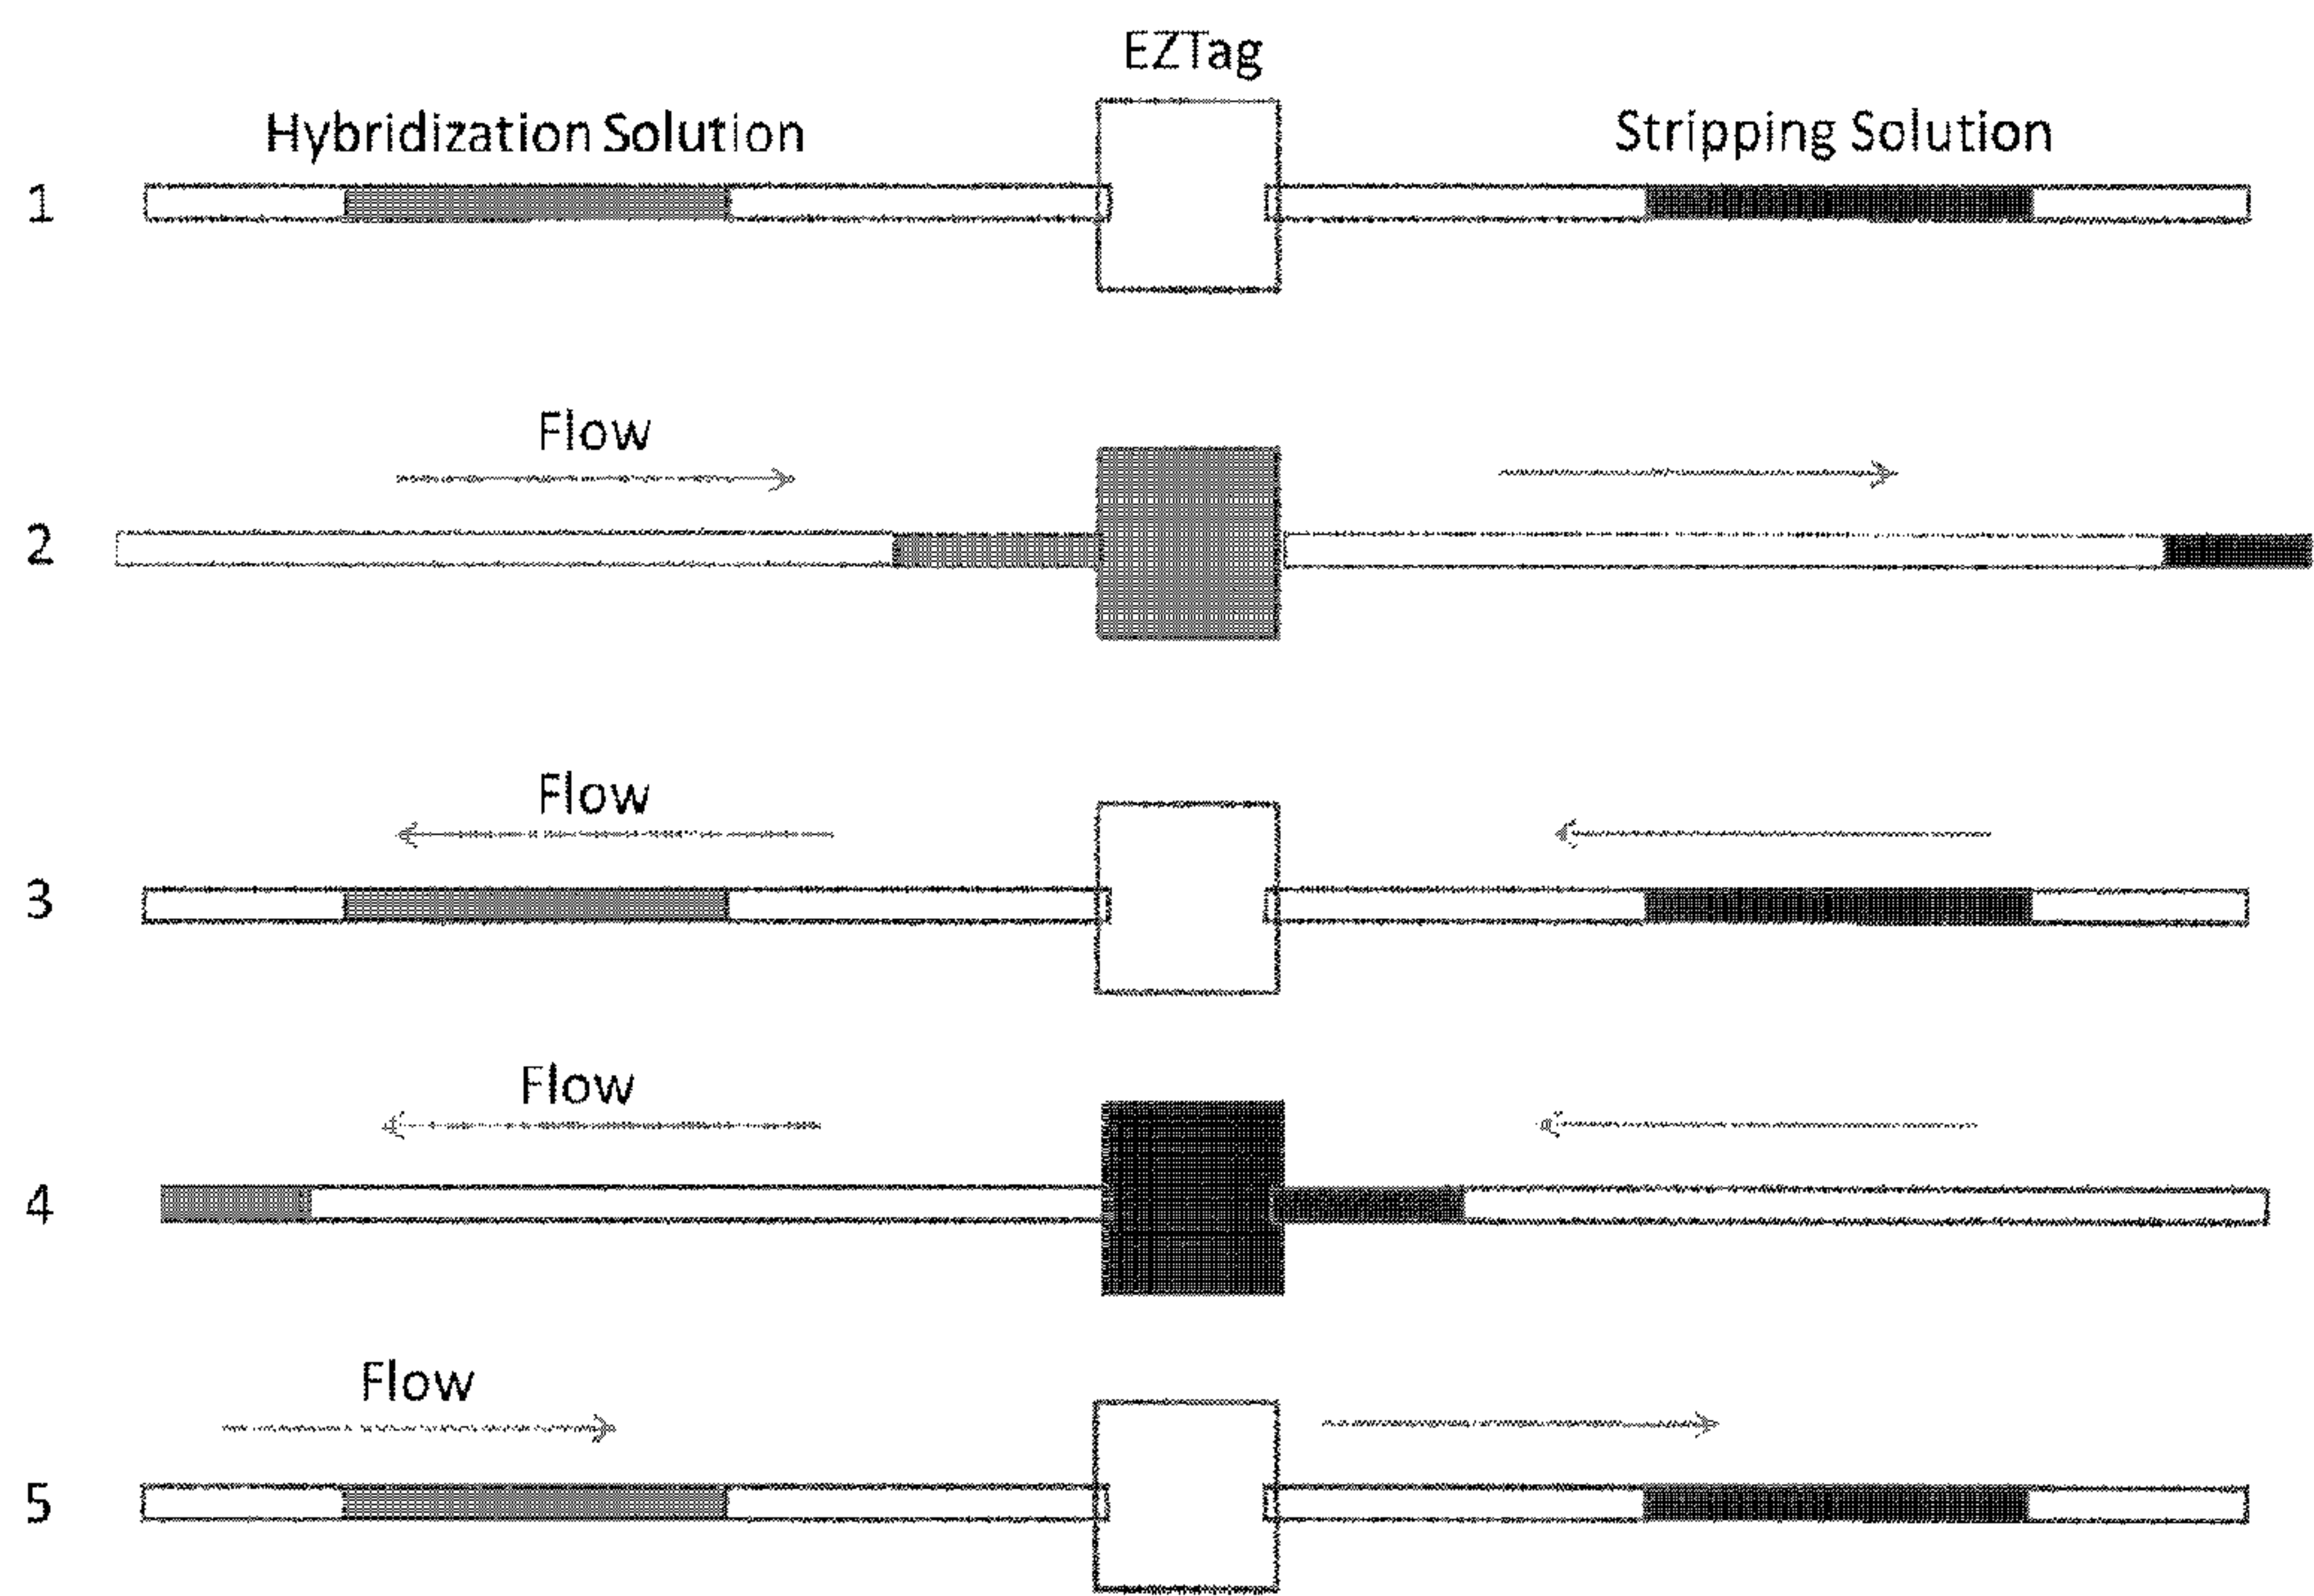 EZTag
Hybridization Solution
Stripping Solution
1
Flow
2
Flow
3
Flow
4
Flow
5